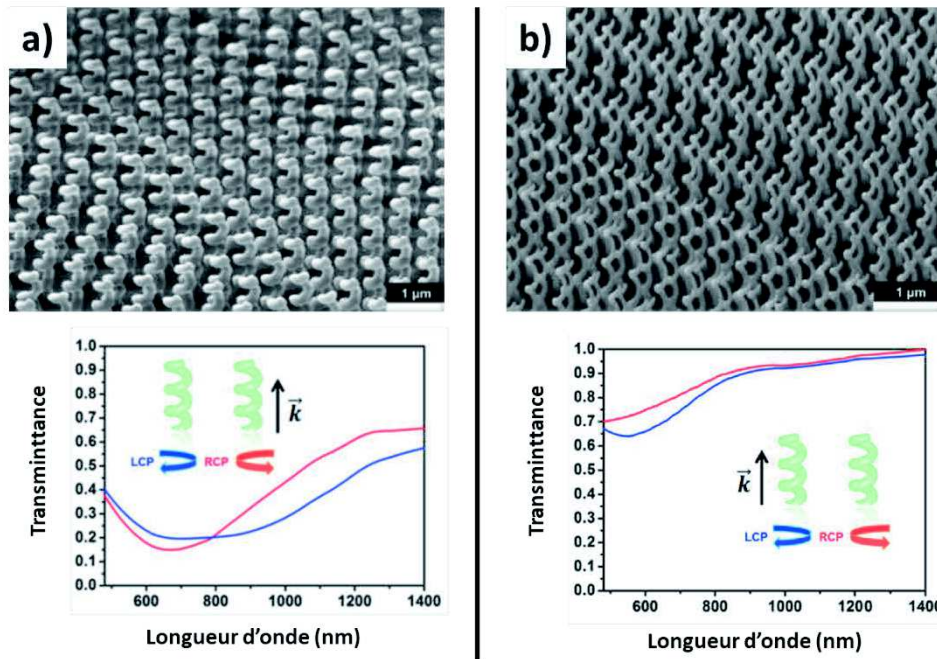 a)
1 µm
1.0
0.9
0.8
0.7
0.6
0.5
0.4
0.3
0.2
0.1
0.0
Transminttance
k
LCP RCP
600 800 1000 1200 1400
Longueur d'onde (nm)
b)
1 µm
1.0
0.9
0.8
0.7
0.6
0.5
0.4
0.3
0.2
0.1
0.0
Transminttance
k
LCP RCP
600 800 1000 1200 1400
Longueur d'onde (nm)